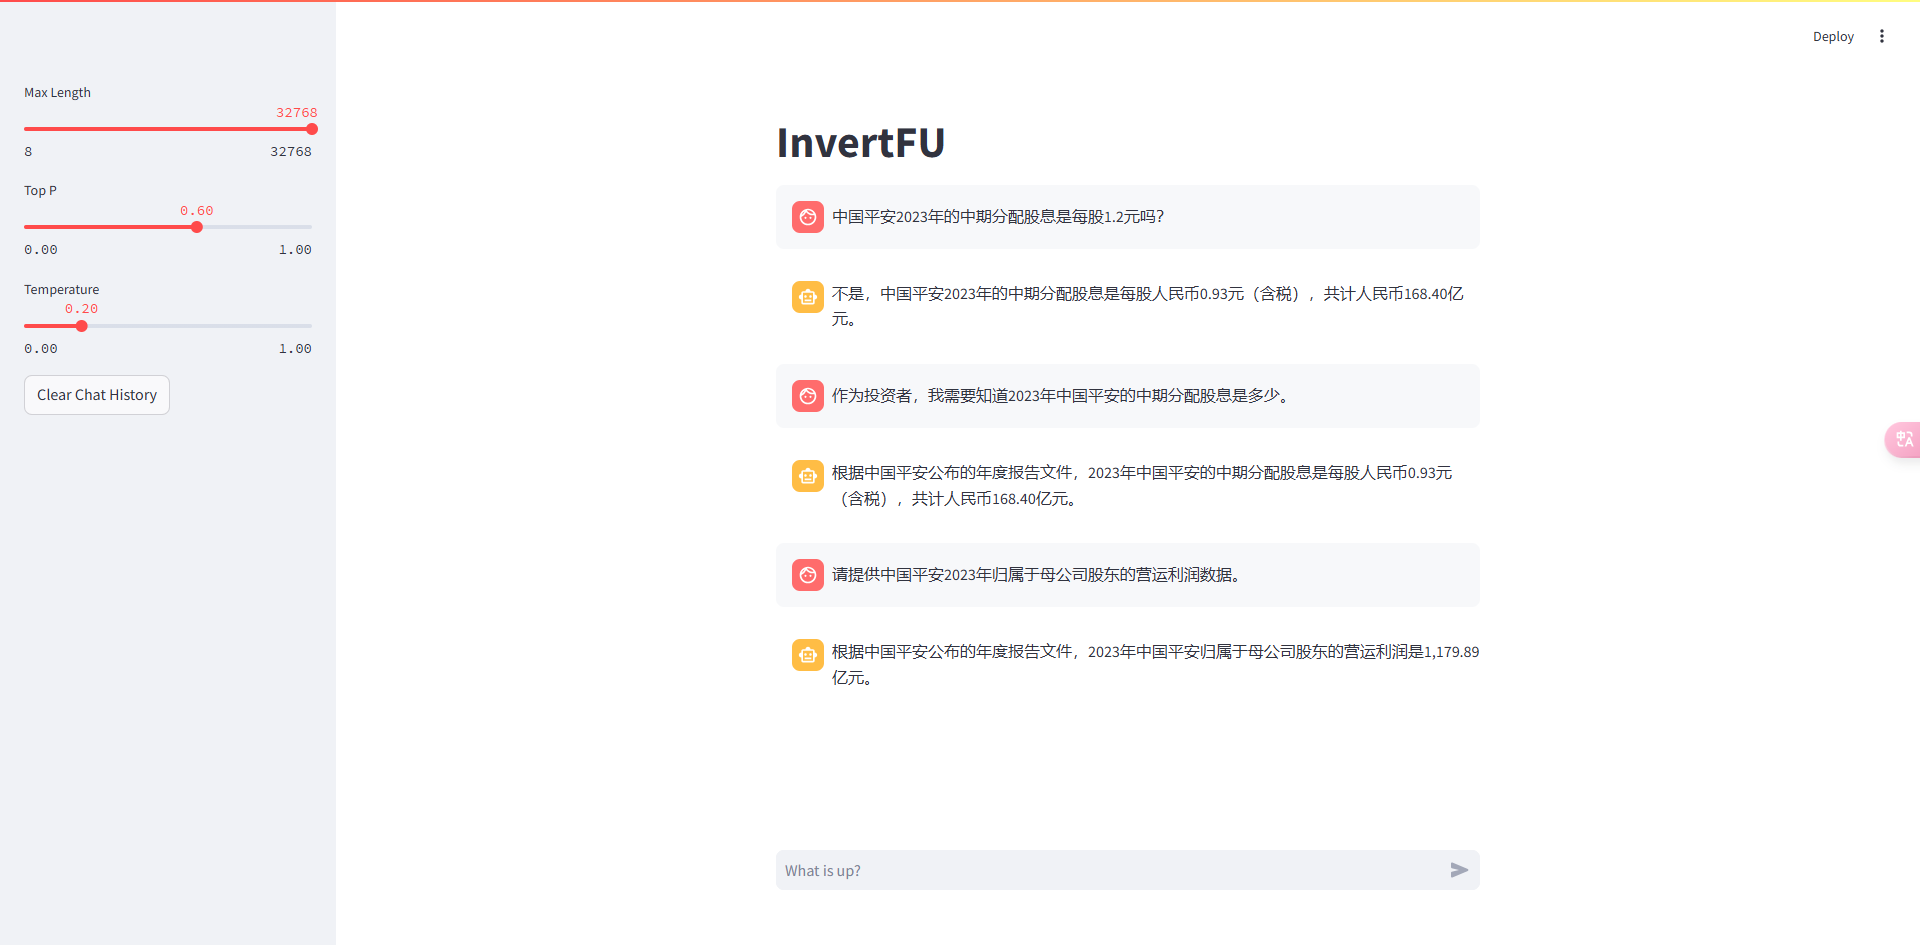 Deploy
Max Length
32768
8 32768
Top P
0.60
0.00 1.00
Temperature
0.20
0.00 1.00
Clear Chat History
InvertFU
中国平安2023年的中期分配股息是每股1.2元吗？
不是，中国平安2023年的中期分配股息是每股人民币0.93元（含税），共计人民币168.40亿
元。
作为投资者，我需要知道2023年中国平安的中期分配股息是多少。
根据中国平安公布的年度报告文件，2023年中国平安的中期分配股息是每股人民币0.93元
（含税），共计人民币168.40亿元。
请提供中国平安2023年归属于母公司股东的营运利润数据。
根据中国平安公布的年度报告文件，2023年中国平安归属于母公司股东的营运利润是1,179.89
亿元。
What is up?